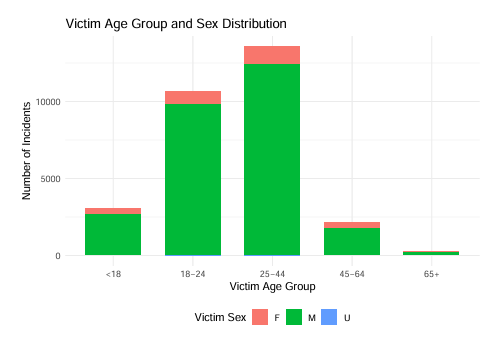 Victim Age Group and Sex Distribution
Number of Incidents
10000
5000
0
<18
18−24
25−44
45−64
65+
Victim Age Group
Victim Sex F M U